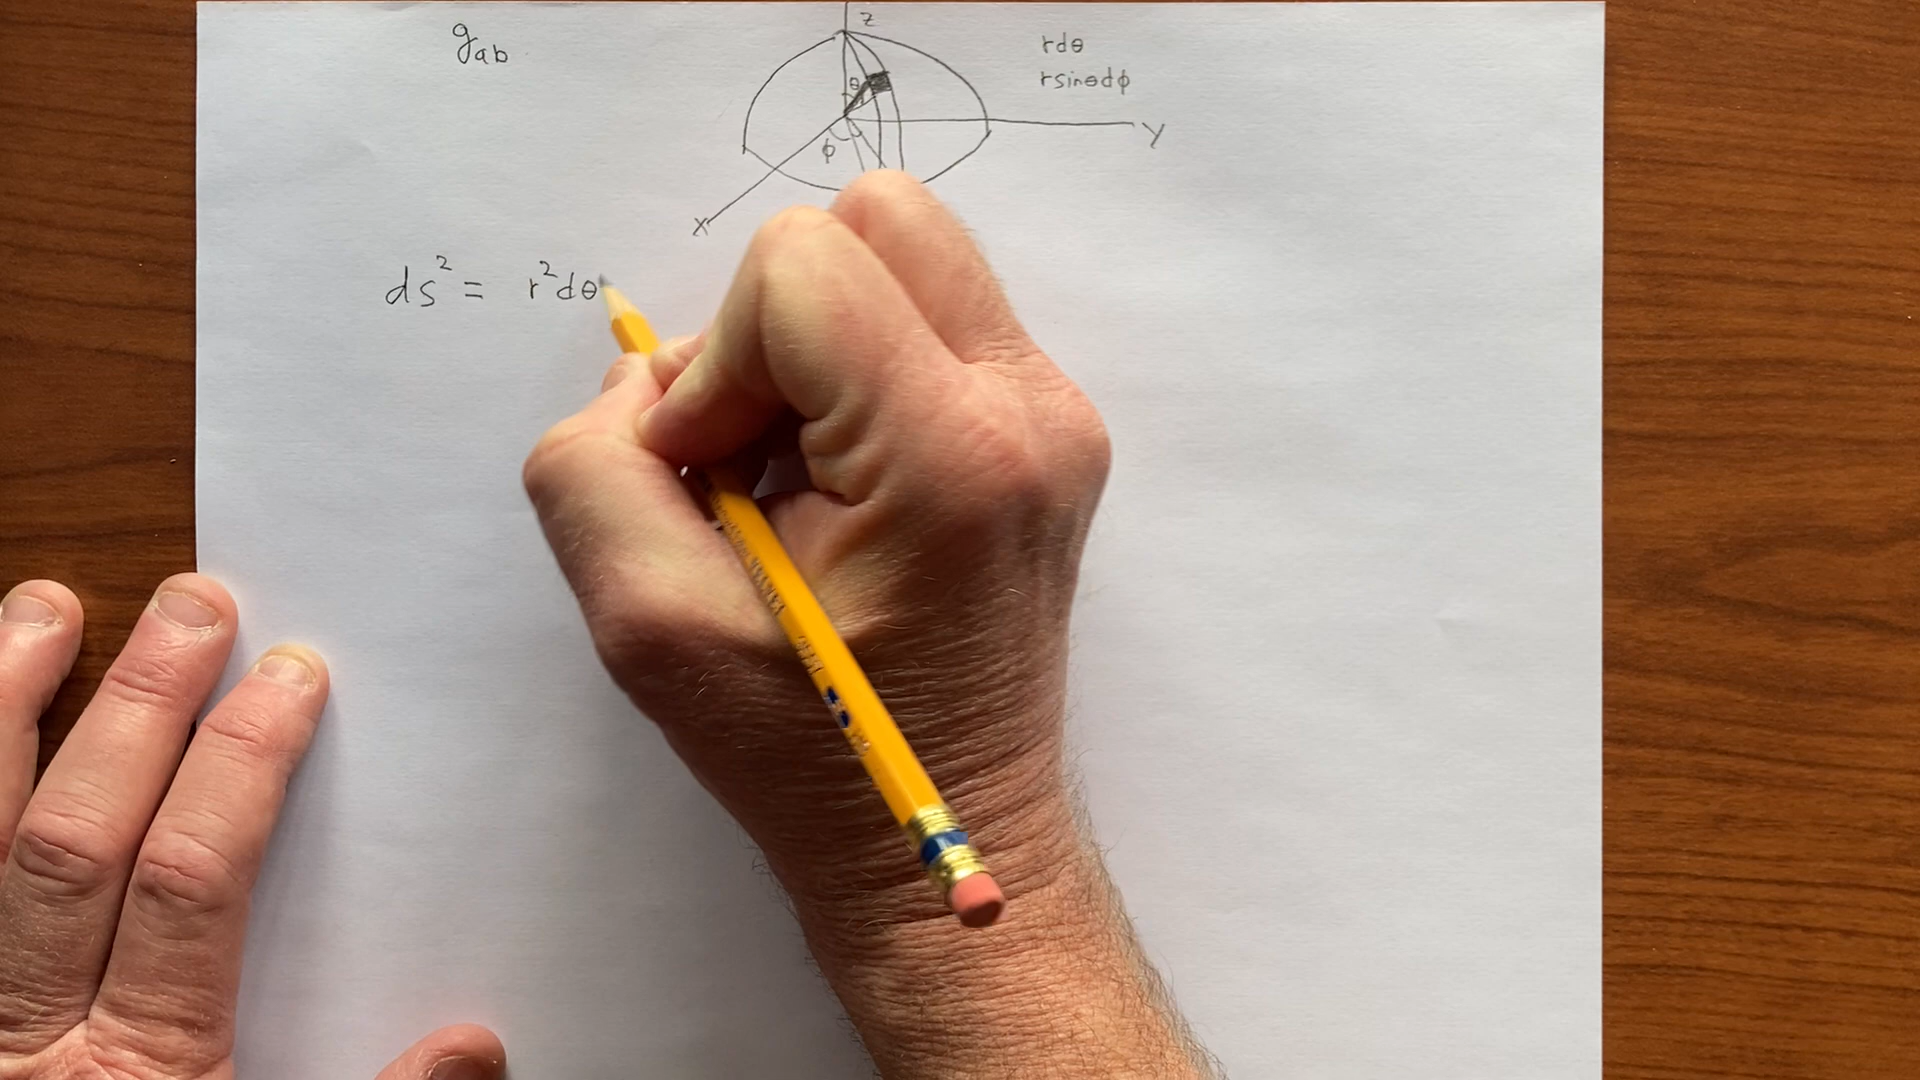 g_ab
z
rdθ
rsinθdϕ
θ
y
ϕ
x
ds² = r²dθ